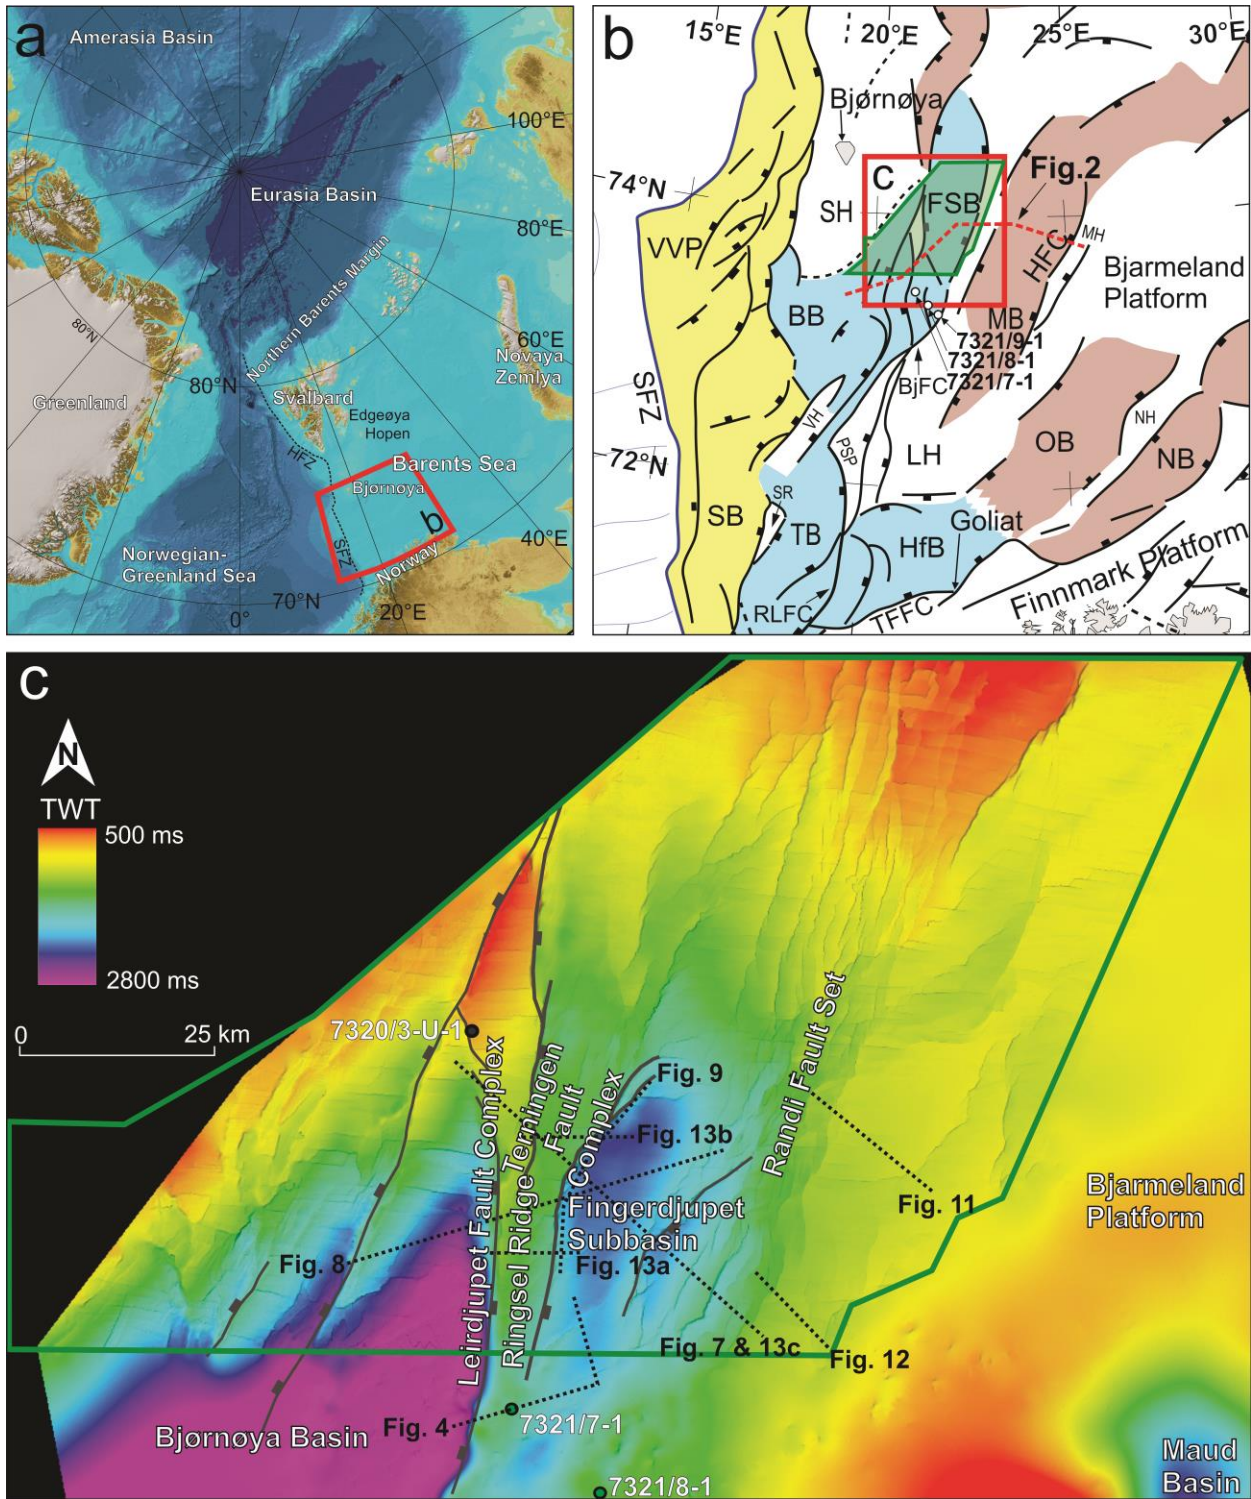 a
Amerasia Basin
100°E
Eurasia Basin
80°E
Northern Barents Margin
80°N
60°E
Novaya
Zemlya
80°N
Svalbard
Greenland
Edgeøya
Hopen
HFZ
Barents Sea
Bjørnøya
b
Norwegian-
Greenland Sea
SFZ
Norway
40°E
70°N
20°E
0°
b
15°E
20°E
25°E
30°E
Bjørnøya
74°N
c
Fig.2
SH
FSB
VVP
MH
HFC
Bjarmeland
Platform
BB
MB
7321/9-1
7321/8-1
7321/7-1
BjFC
SFZ
VH
PSP
NH
72°N
LH
OB
NB
SR
SB
TB
HfB
Goliat
Finnmark Platform
RLFC
TFFC
c
N
TWT
500 ms
2800 ms
0
25 km
7320/3-U-1
Leirdjupet Fault Complex
Ringsel Ridge
Terningen
Fault
Complex
Randi Fault Set
Fig. 9
Fig. 13b
Fig. 11
Bjarmeland
Platform
Fingerdjupet
Subbasin
Fig. 8
Fig. 13a
Fig. 7 & 13c
Fig. 12
Fig. 4
7321/7-1
Bjørnøya Basin
Maud
Basin
7321/8-1